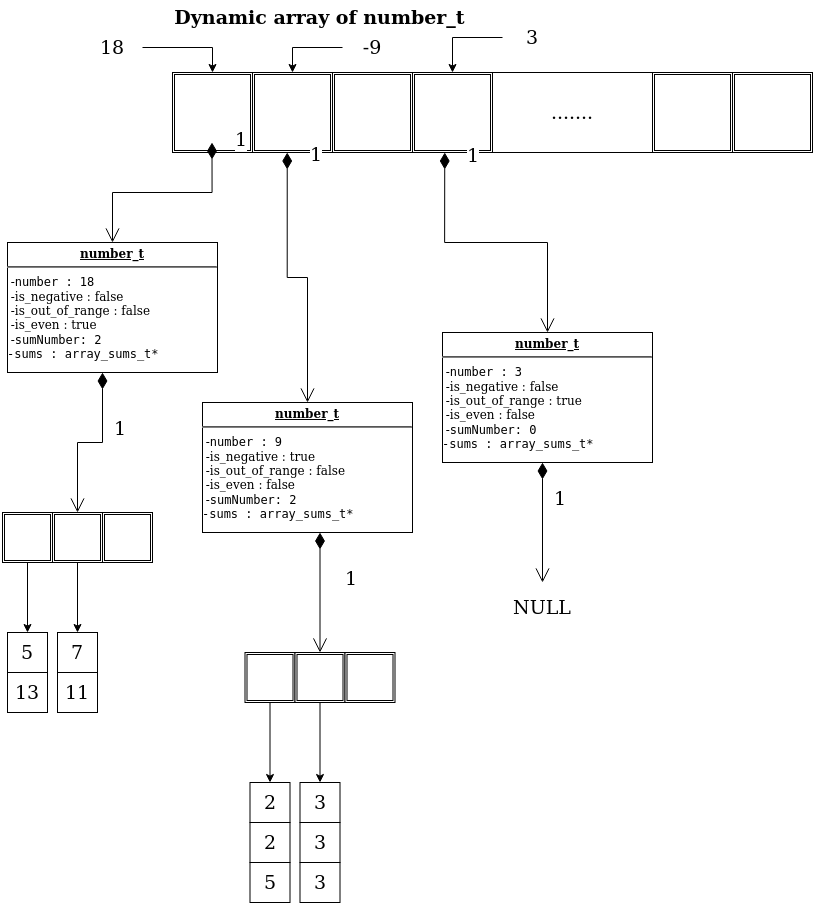 Dynamic array of number_t
18
-9
3
.......
1
1
1
number_t
-number : 18
-is_negative : false
-is_out_of_range : false
-is_even : true
-sumNumber: 2
-sums : array_sums_t*
1
number_t
-number : 9
-is_negative : true
-is_out_of_range : false
-is_even : false
-sumNumber: 2
-sums : array_sums_t*
1
number_t
-number : 3
-is_negative : false
-is_out_of_range : true
-is_even : false
-sumNumber: 0
-sums : array_sums_t*
1
NULL
5
7
13
11
2
3
2
3
5
3